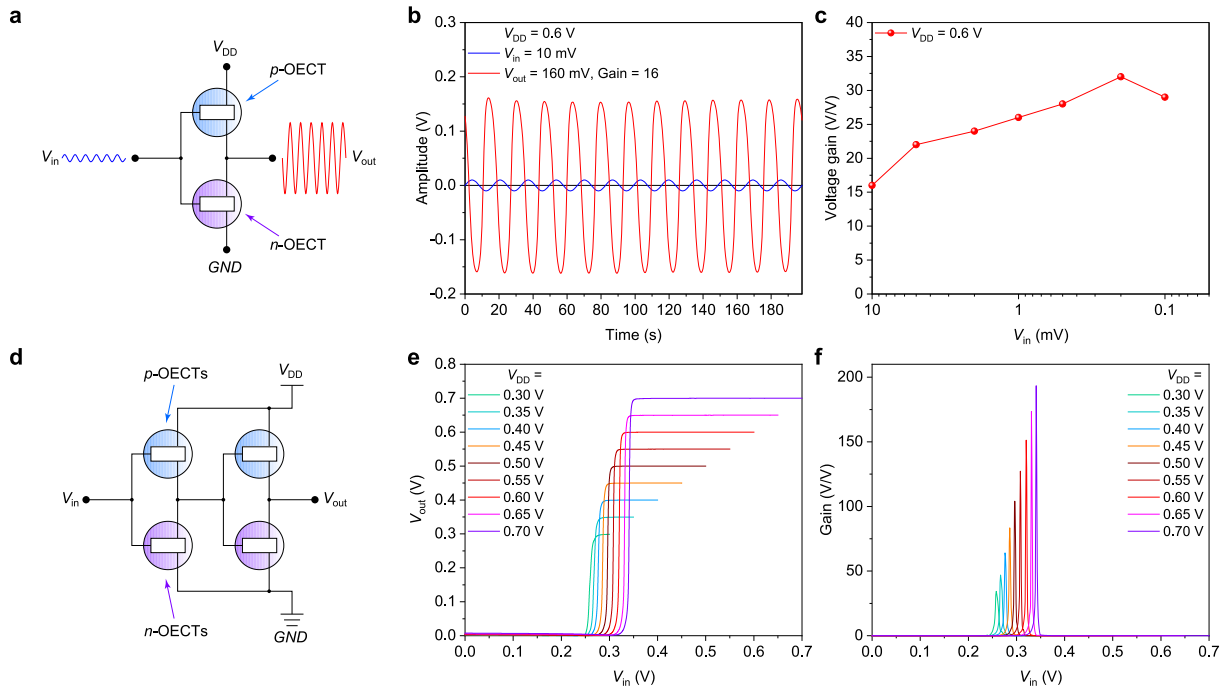 a
V_DD
p-OECT
V_in
V_out
n-OECT
GND
b
V_DD = 0.6 V
V_in = 10 mV
V_out = 160 mV, Gain = 16
Amplitude (V)
0.3
0.2
0.1
0.0
-0.1
-0.2
0 20 40 60 80 100 120 140 160 180
Time (s)
c
V_DD = 0.6 V
Voltage gain (V/V)
40
35
30
25
20
15
10
5
0
10 1 0.1
V_in (mV)
d
p-OECTs
V_DD
V_in
V_out
n-OECTs
GND
e
V_DD =
0.30 V
0.35 V
0.40 V
0.45 V
0.50 V
0.55 V
0.60 V
0.65 V
0.70 V
V_out (V)
0.8
0.7
0.6
0.5
0.4
0.3
0.2
0.1
0.0
0.0 0.1 0.2 0.3 0.4 0.5 0.6 0.7
V_in (V)
f
V_DD =
0.30 V
0.35 V
0.40 V
0.45 V
0.50 V
0.55 V
0.60 V
0.65 V
0.70 V
Gain (V/V)
200
150
100
50
0
0.0 0.1 0.2 0.3 0.4 0.5 0.6 0.7
V_in (V)